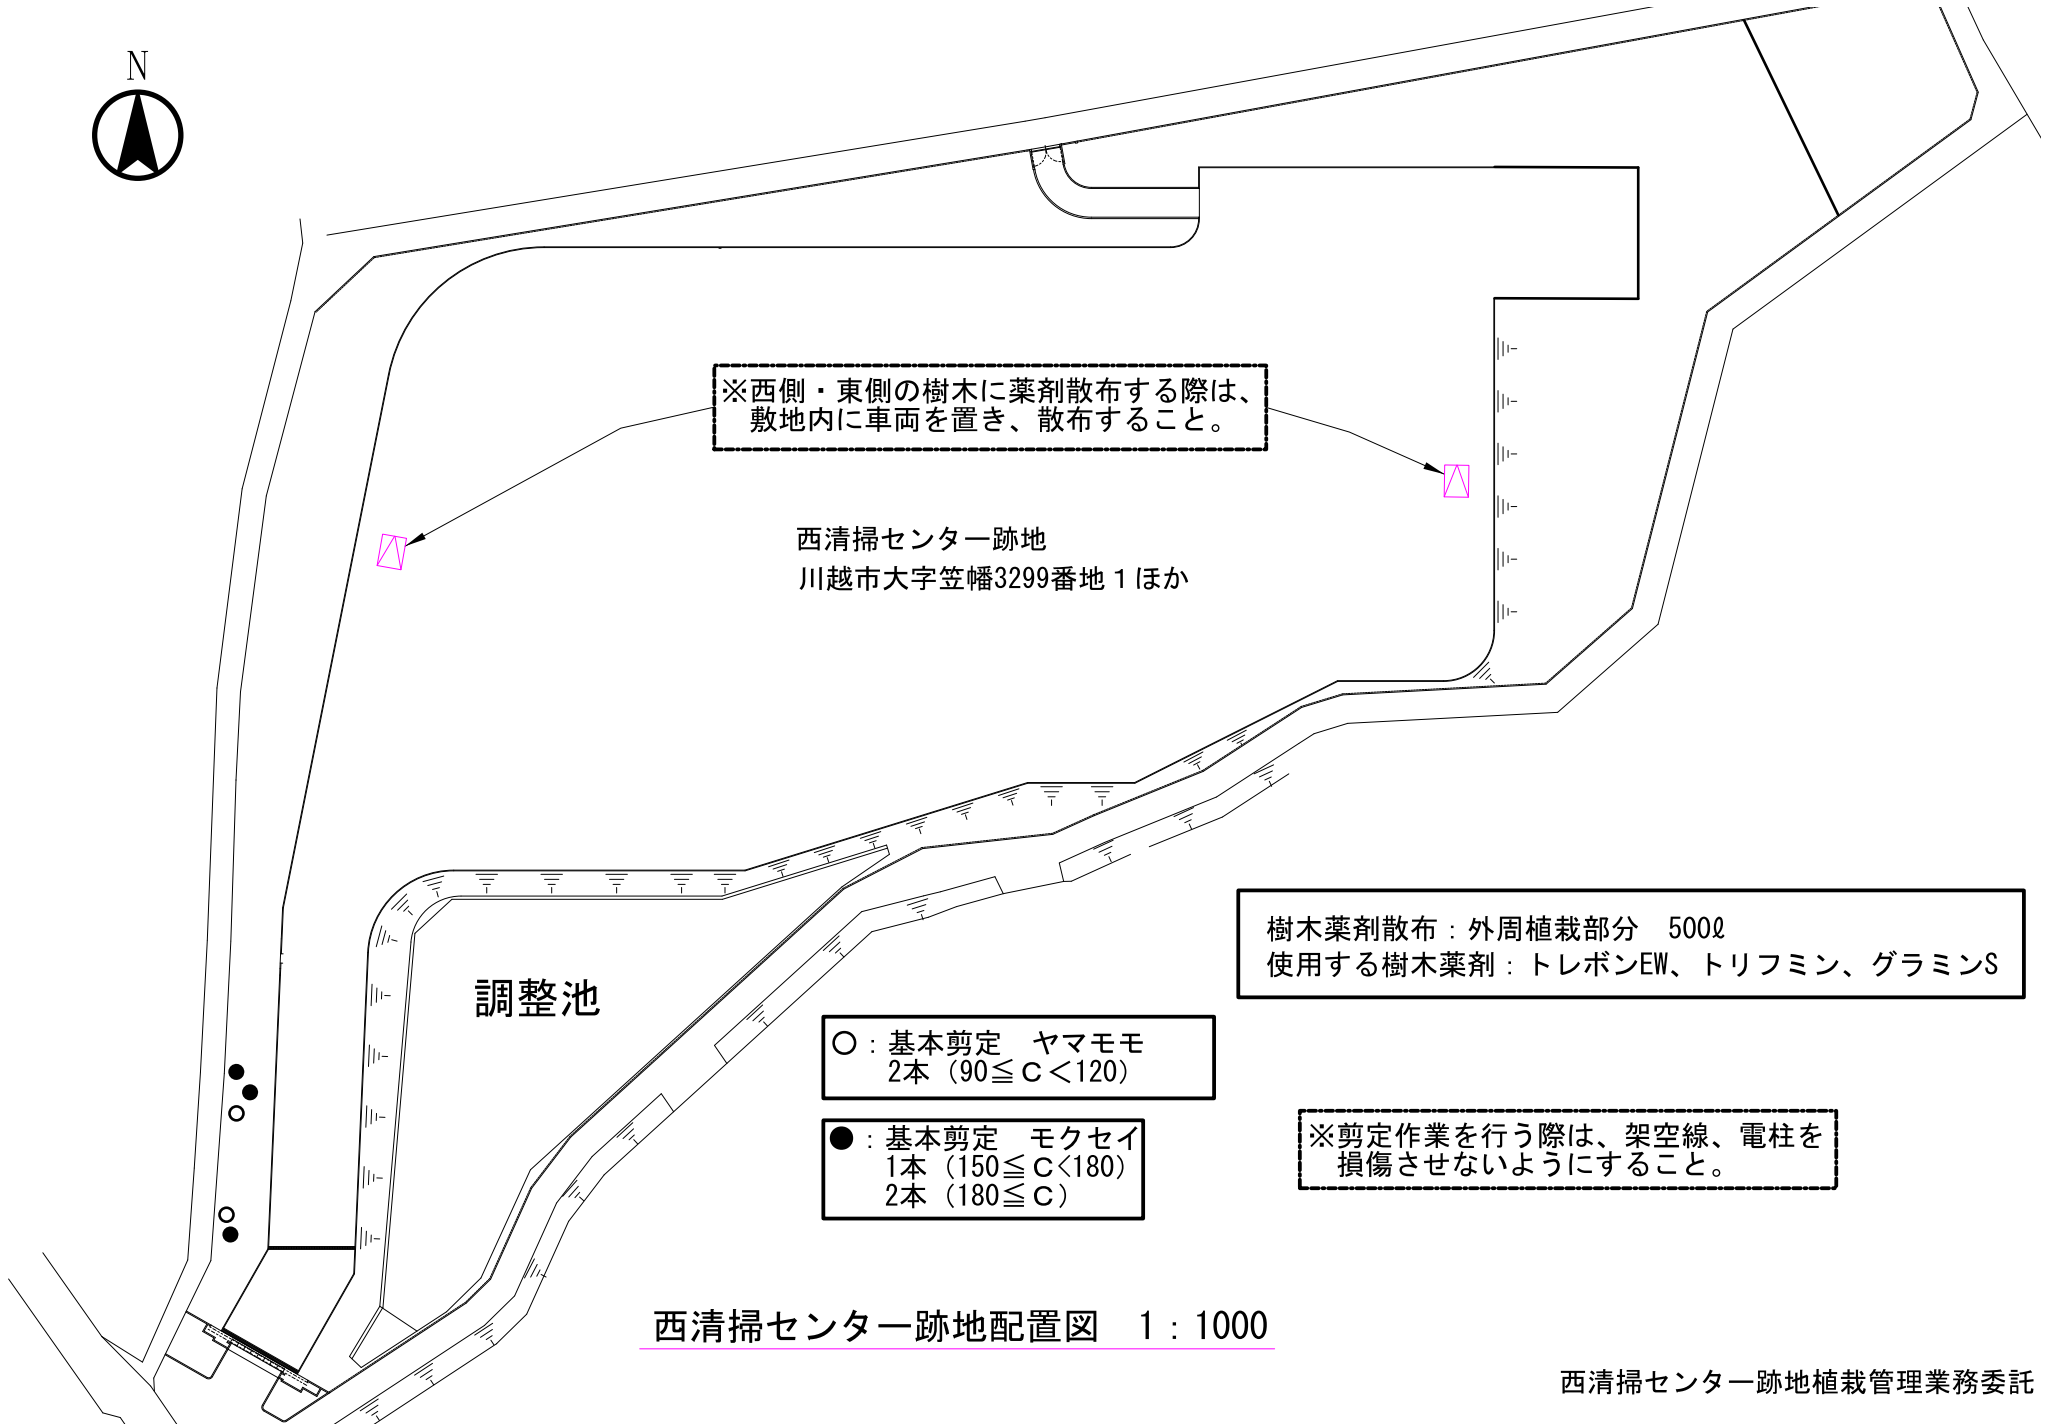 N
※西側・東側の樹木に薬剤散布する際は、
敷地内に車両を置き、散布すること。
西清掃センター跡地
川越市大字笠幡3299番地１ほか
調整池
樹木薬剤散布：外周植栽部分　500ℓ
使用する樹木薬剤：トレボンEW、トリフミン、グラミンS
○：基本剪定　ヤマモモ
2本（90≦Ｃ＜120）
●：基本剪定　モクセイ
1本（150≦Ｃ<180）
2本（180≦Ｃ）
※剪定作業を行う際は、架空線、電柱を
損傷させないようにすること。
西清掃センター跡地配置図　1：1000
西清掃センター跡地植栽管理業務委託